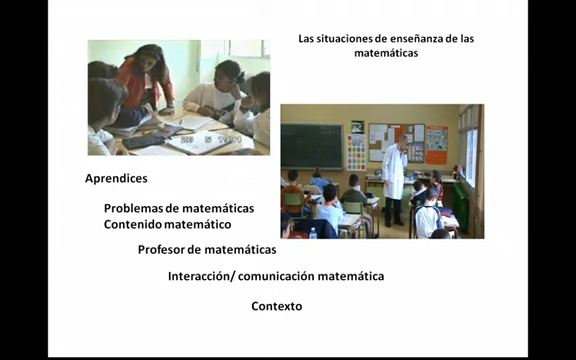 Las situaciones de enseñanza de las
matemáticas
Aprendices
Problemas de matemáticas
Contenido matemático
Profesor de matemáticas
Interacción/ comunicación matemática
Contexto